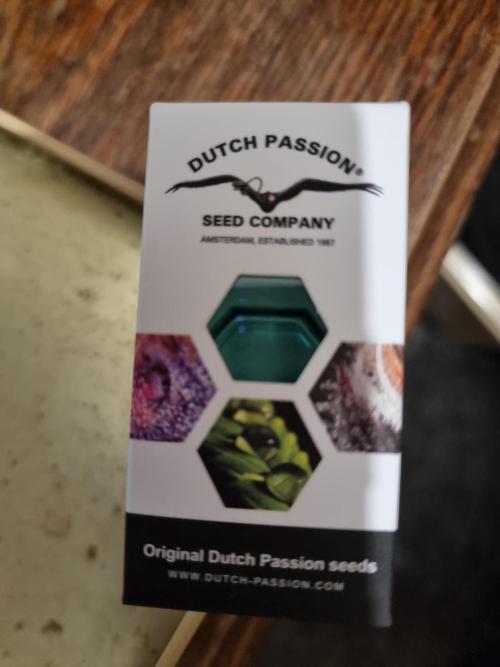 DUTCH PASSION®
SEED COMPANY
AMSTERDAM, ESTABLISHED 1987
Original Dutch Passion seeds
WWW.DUTCH-PASSION.COM